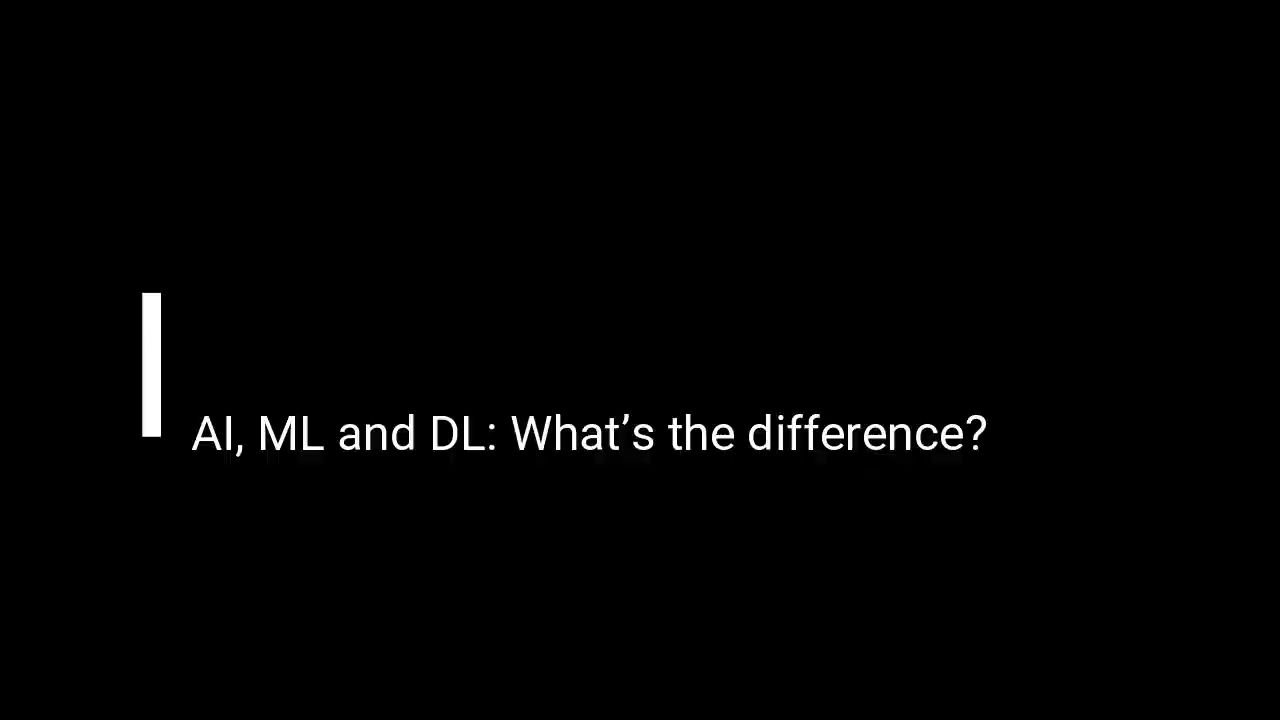 AI, ML and DL: What’s the difference?